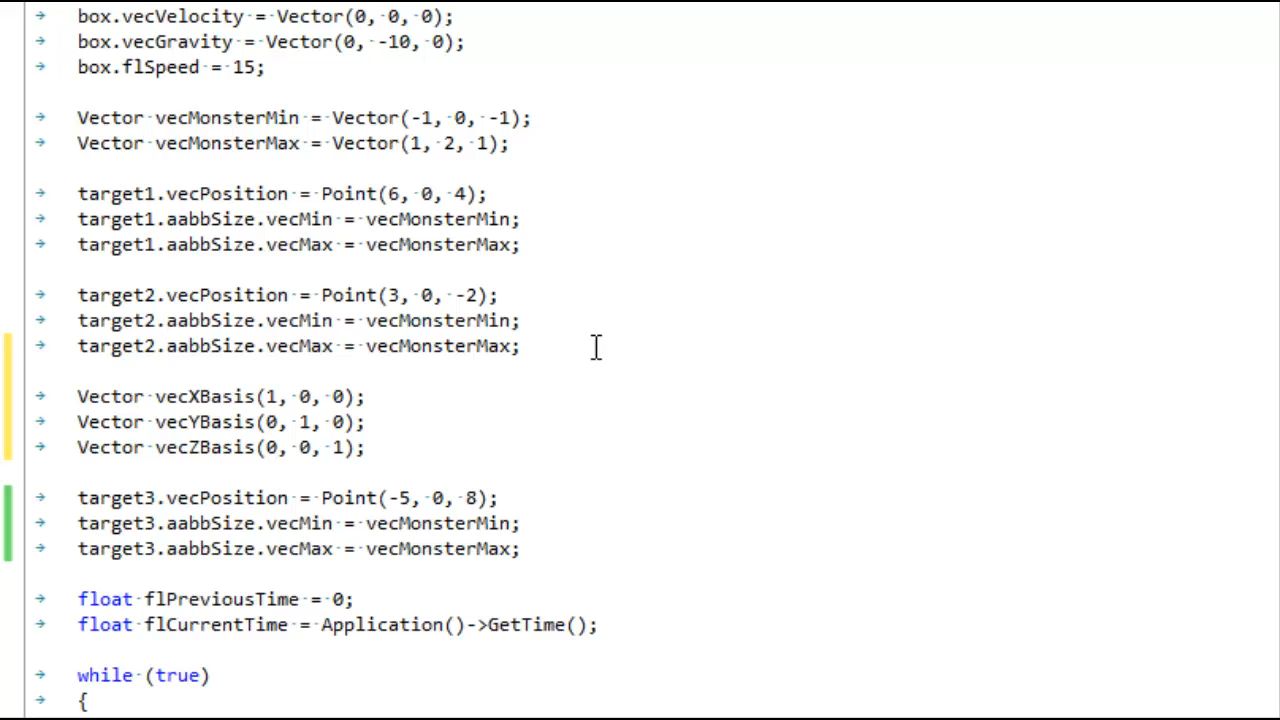 box.vecVelocity = Vector(0, 0, 0);
box.vecGravity = Vector(0, -10, 0);
box.flSpeed = 15;
Vector vecMonsterMin = Vector(-1, 0, -1);
Vector vecMonsterMax = Vector(1, 2, 1);
target1.vecPosition = Point(6, 0, 4);
target1.aabbSize.vecMin = vecMonsterMin;
target1.aabbSize.vecMax = vecMonsterMax;
target2.vecPosition = Point(3, 0, -2);
target2.aabbSize.vecMin = vecMonsterMin;
target2.aabbSize.vecMax = vecMonsterMax;
Vector vecXBasis(1, 0, 0);
Vector vecYBasis(0, 1, 0);
Vector vecZBasis(0, 0, 1);
target3.vecPosition = Point(-5, 0, 8);
target3.aabbSize.vecMin = vecMonsterMin;
target3.aabbSize.vecMax = vecMonsterMax;
float flPreviousTime = 0;
float flCurrentTime = Application()->GetTime();
while (true)
{